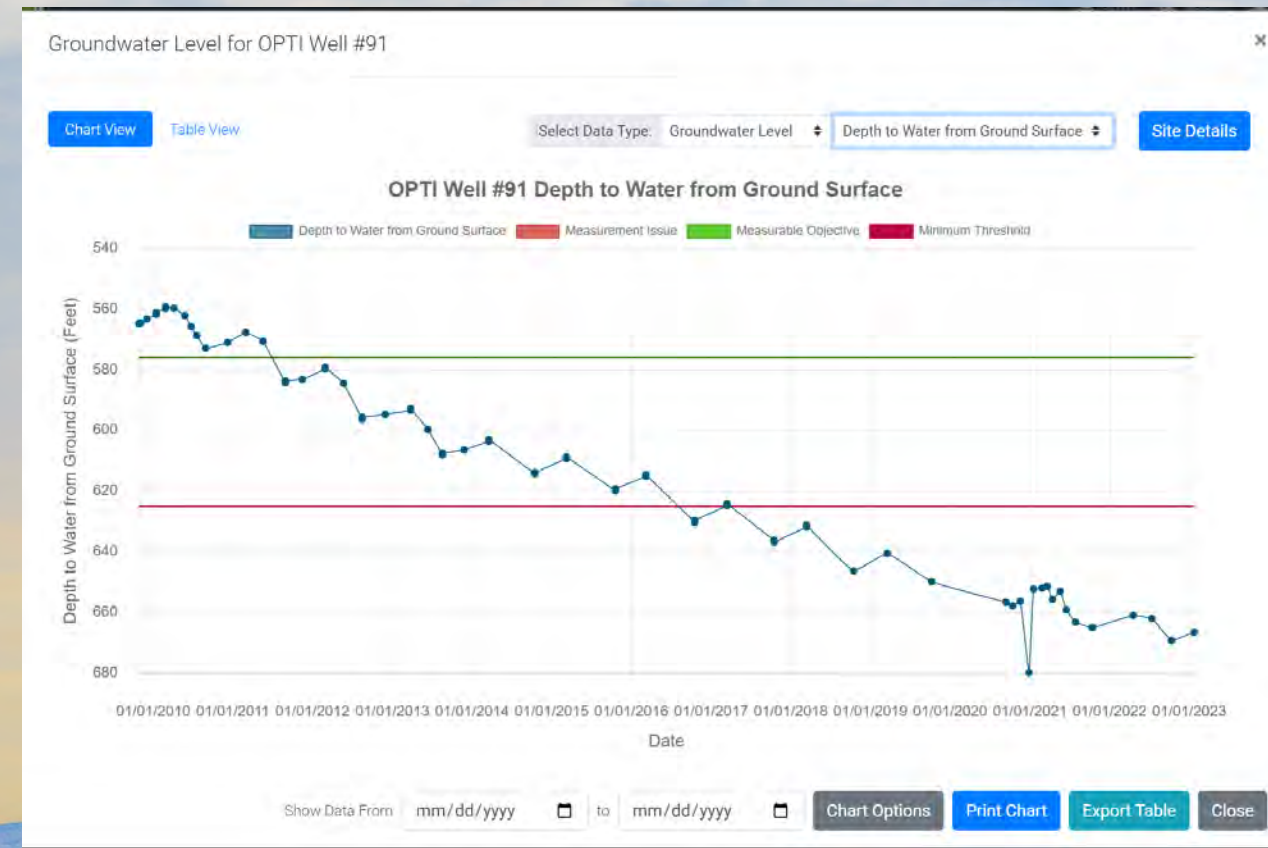 Groundwater Level for OPTI Well #91
×
Chart View Table View Select Data Type: Groundwater Level Depth to Water from Ground Surface Site Details
OPTI Well #91 Depth to Water from Ground Surface
Depth to Water from Ground Surface Measurement Issue Measurable Objective Minimum Threshold
Depth to Water from Ground Surface (Feet)
540
560
580
600
620
640
660
680
01/01/2010 01/01/2011 01/01/2012 01/01/2013 01/01/2014 01/01/2015 01/01/2016 01/01/2017 01/01/2018 01/01/2019 01/01/2020 01/01/2021 01/01/2022 01/01/2023
Date
Show Data From mm/dd/yyyy to mm/dd/yyyy Chart Options Print Chart Export Table Close